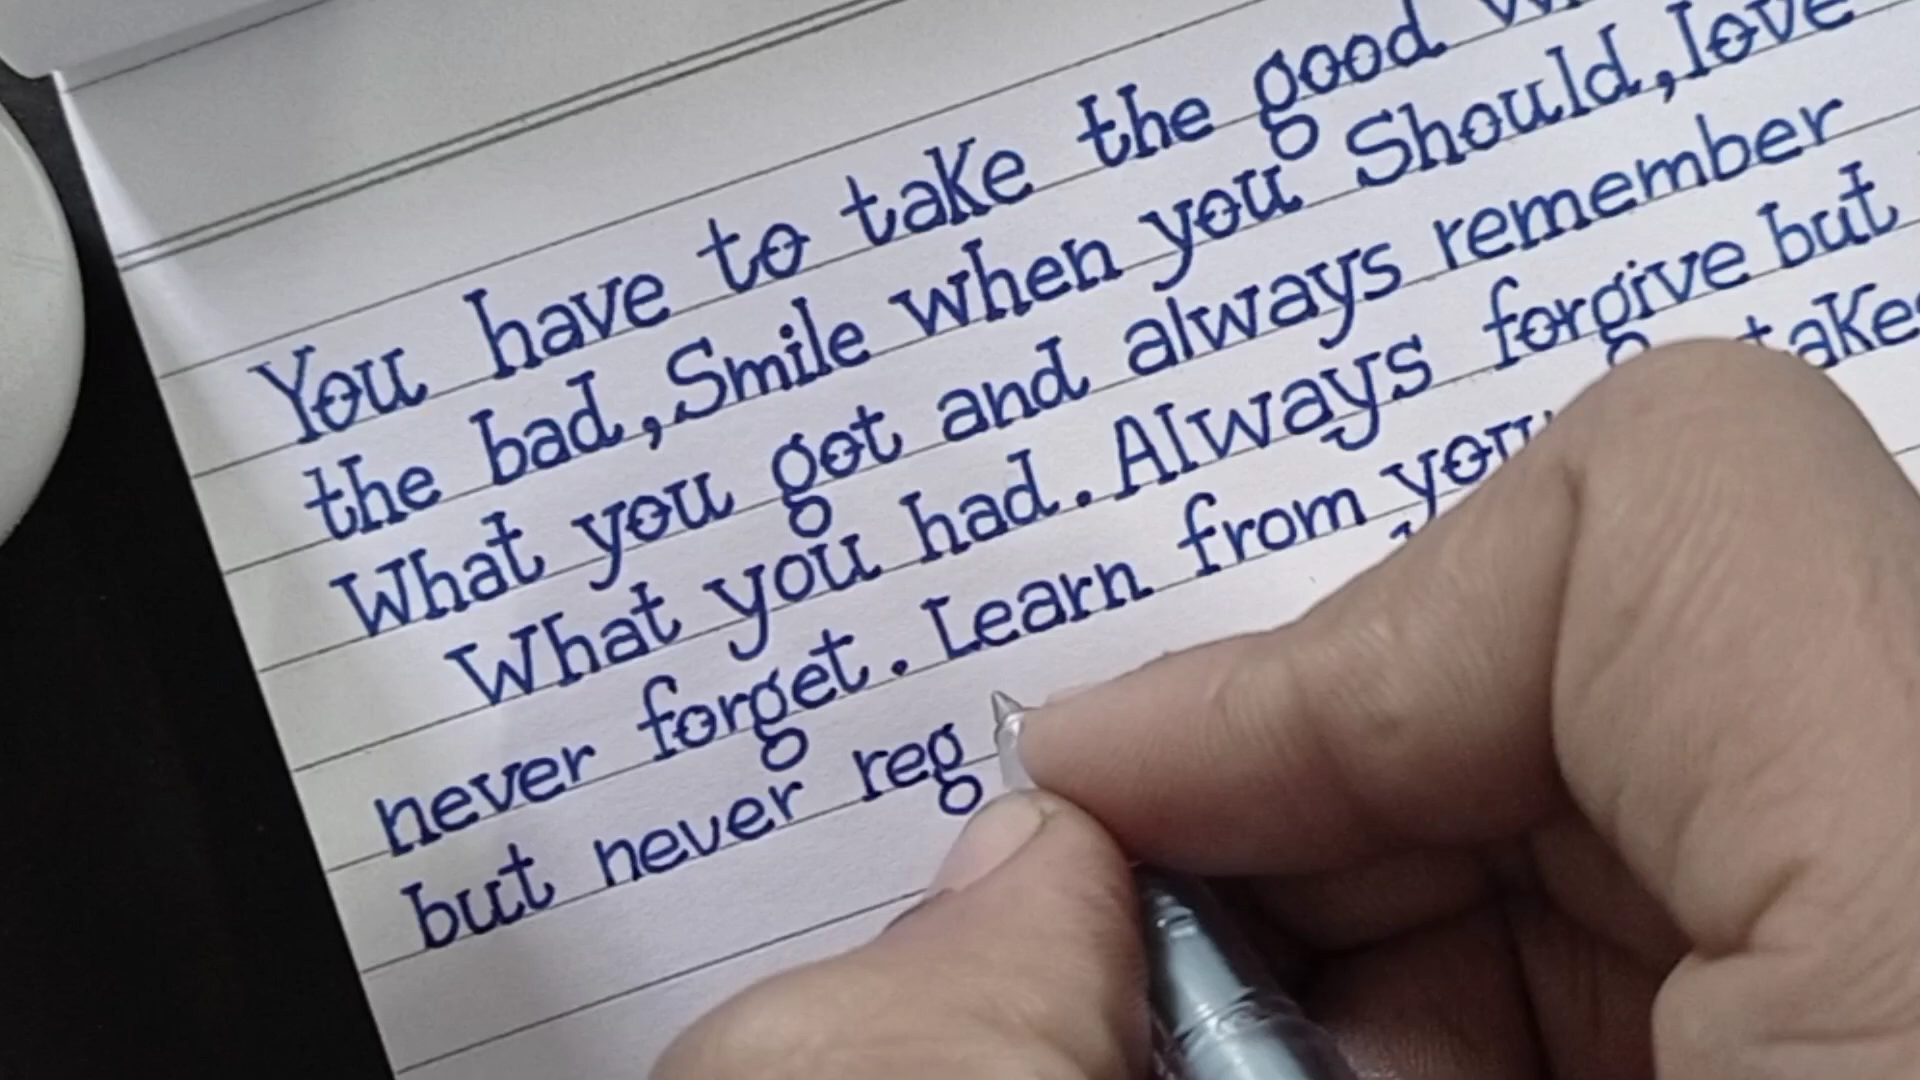 You have to take the good
the bad, Smile when you Should, love
What you got and always remember
What you had. Always forgive but
never forget. Learn from
but never reg